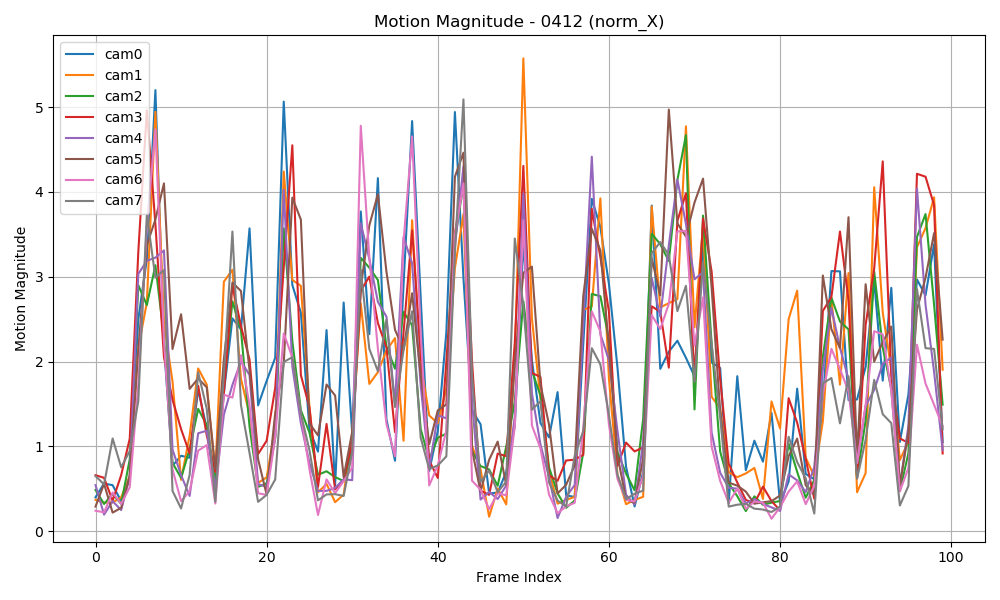 Motion Magnitude - 0412 (norm_X)
cam0
cam1
cam2
cam3
cam4
cam5
cam6
cam7
Motion Magnitude
5
4
3
2
1
0
0 20 40 60 80 100
Frame Index